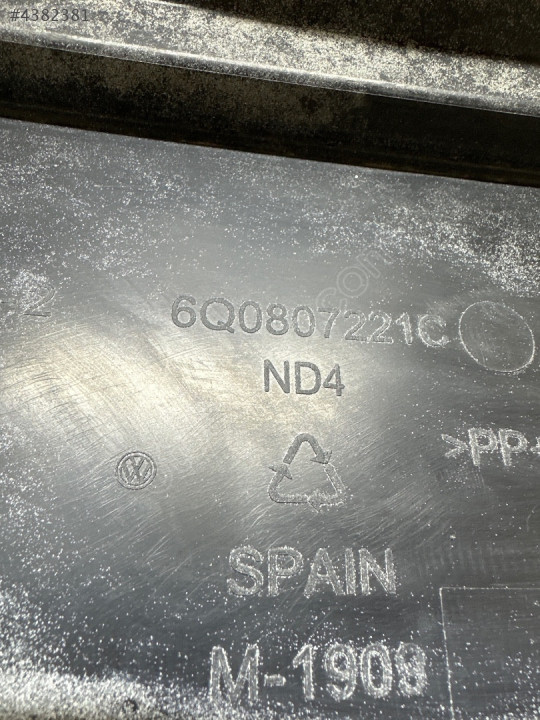 #4382381
6Q0807221C
ND4
>PP+
SPAIN
M-1908